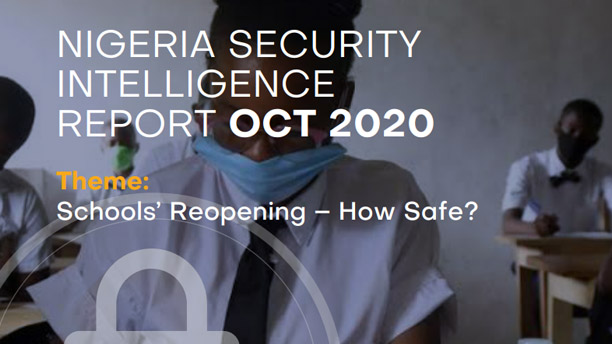 NIGERIA SECURITY
INTELLIGENCE
REPORT OCT 2020
Theme:
Schools’ Reopening – How Safe?